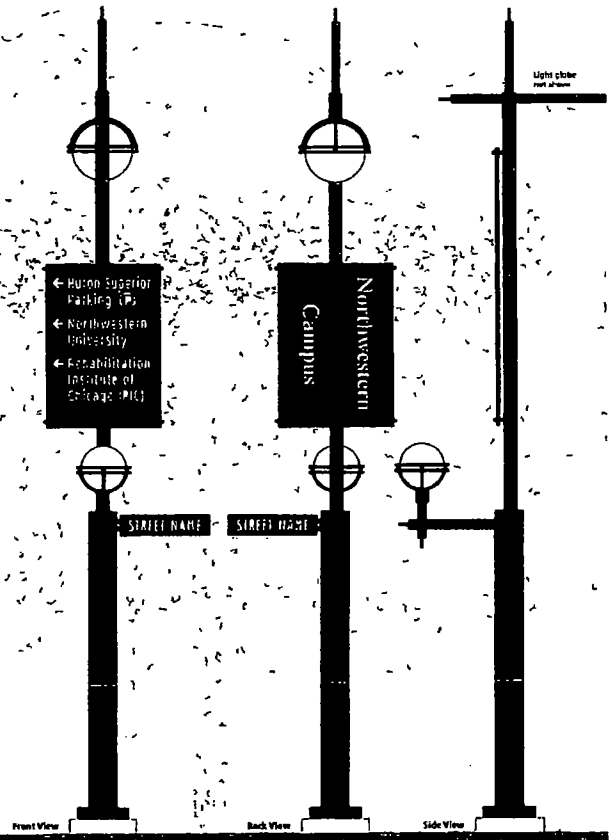 Light globe
not shown
← Huron Superior
Parking (P)
← Northwestern
University
← Rehabilitation
Institute of
Chicago (RIC)
Northwestern
Campus
STREET NAME
STREET NAME
Front View
Back View
Side View